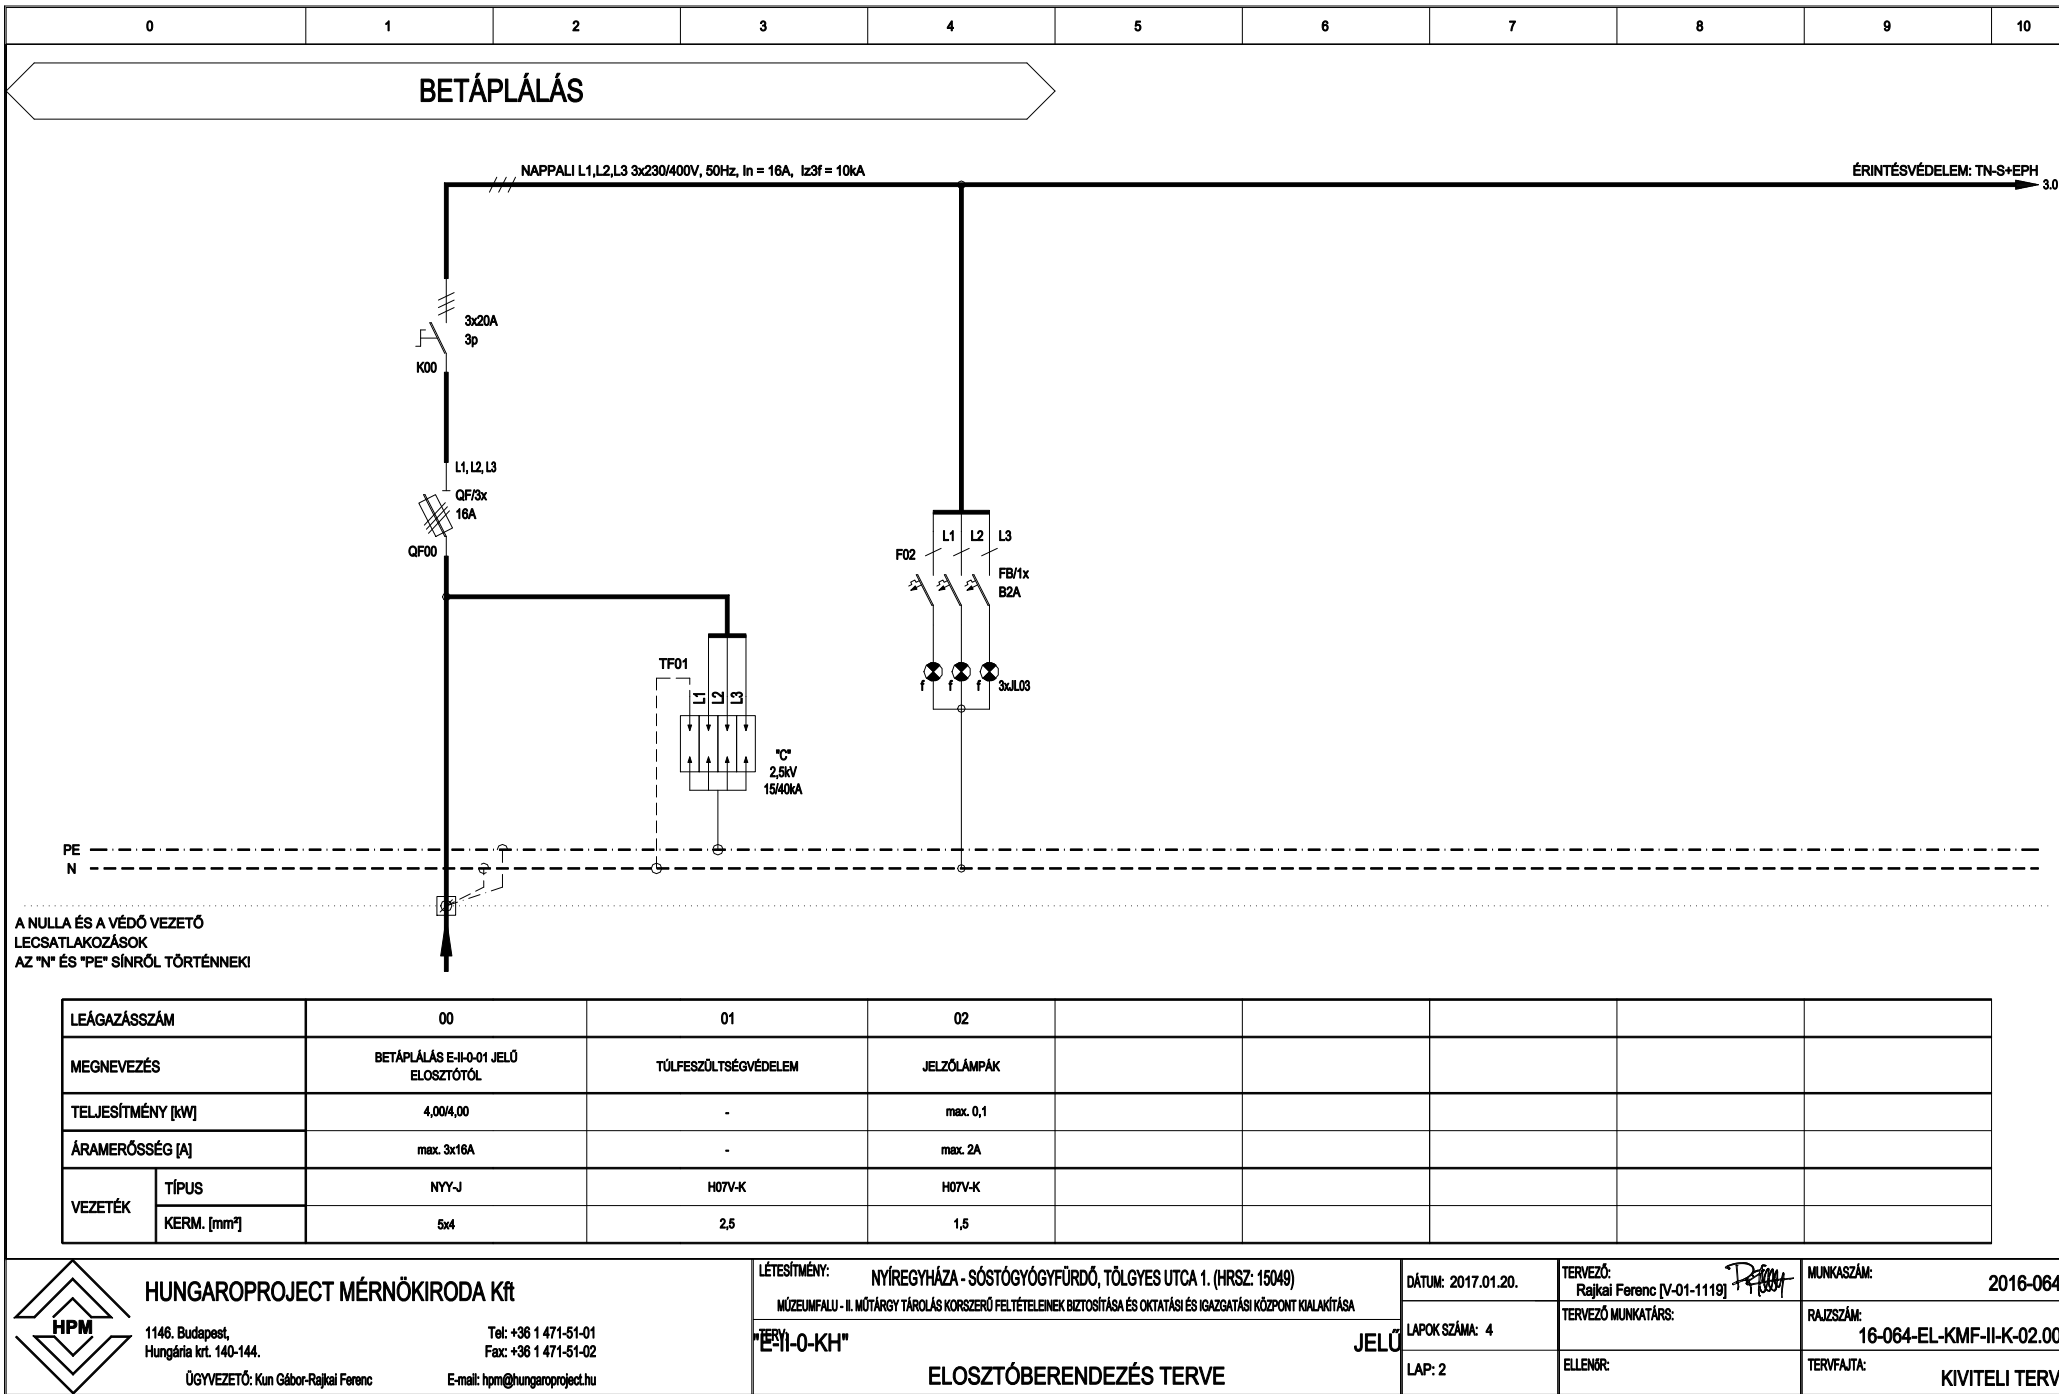 0 1 2 3 4 5 6 7 8 9 10
BETÁPLÁLÁS
NAPPALI L1,L2,L3 3x230/400V, 50Hz, In = 16A, Iz3f = 10kA
ÉRINTÉSVÉDELEM: TN-S+EPH
3.0
3x20A
3p
K00
L1, L2, L3
QF/3x
16A
QF00
L1 L2 L3
F02
FB/1x
B2A
f f f 3xJL03
TF01
L1 L2 L3
"C"
2,5kV
15/40kA
PE
N
A NULLA ÉS A VÉDŐ VEZETŐ
LECSATLAKOZÁSOK
AZ "N" ÉS "PE" SÍNRŐL TÖRTÉNNEK!
LEÁGAZÁSSZÁM 00 01 02
MEGNEVEZÉS BETÁPLÁLÁS E-II-0-01 JELŰ
ELOSZTÓTÓL
TÚLFESZÜLTSÉGVÉDELEM JELZŐLÁMPÁK
TELJESÍTMÉNY [kW] 4,00/4,00 - max. 0,1
ÁRAMERŐSSÉG [A] max. 3x16A - max. 2A
VEZETÉK
TÍPUS NYY-J H07V-K H07V-K
KERM. [mm²] 5x4 2,5 1,5
HPM
HUNGAROPROJECT MÉRNÖKIRODA Kft
1146. Budapest,
Hungária krt. 140-144.
Tel: +36 1 471-51-01
Fax: +36 1 471-51-02
ÜGYVEZETŐ: Kun Gábor-Rajkai Ferenc
E-mail: hpm@hungaroproject.hu
LÉTESÍTMÉNY:
NYÍREGYHÁZA - SÓSTÓGYÓGYFÜRDŐ, TÖLGYES UTCA 1. (HRSZ: 15049)
MÚZEUMFALU - II. MŰTÁRGY TÁROLÁS KORSZERŰ FELTÉTELEINEK BIZTOSÍTÁSA ÉS OKTATÁSI ÉS IGAZGATÁSI KÖZPONT KIALAKÍTÁSA
TERV:
"E-II-0-KH" JELŰ
ELOSZTÓBERENDEZÉS TERVE
DÁTUM: 2017.01.20.
LAPOK SZÁMA: 4
LAP: 2
TERVEZŐ:
Rajkai Ferenc [V-01-1119]
TERVEZŐ MUNKATÁRS:
ELLENőR:
MUNKASZÁM:
2016-064
RAJZSZÁM:
16-064-EL-KMF-II-K-02.00
TERVFAJTA:
KIVITELI TERV